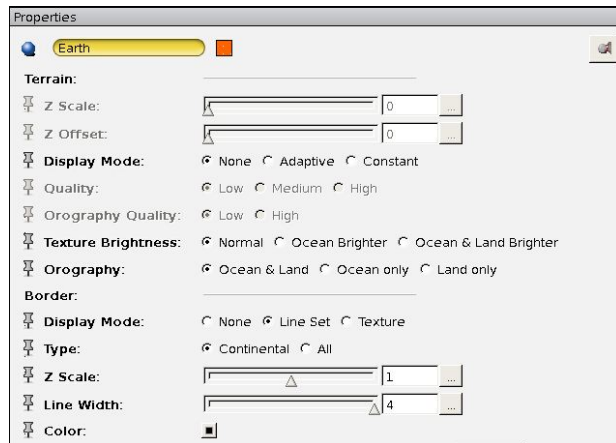 Properties
Earth
Terrain:
Z Scale: 0 ...
Z Offset: 0 ...
Display Mode: None Adaptive Constant
Quality: Low Medium High
Orography Quality: Low High
Texture Brightness: Normal Ocean Brighter Ocean & Land Brighter
Orography: Ocean & Land Ocean only Land only
Border:
Display Mode: None Line Set Texture
Type: Continental All
Z Scale: 1 ...
Line Width: 4 ...
Color: